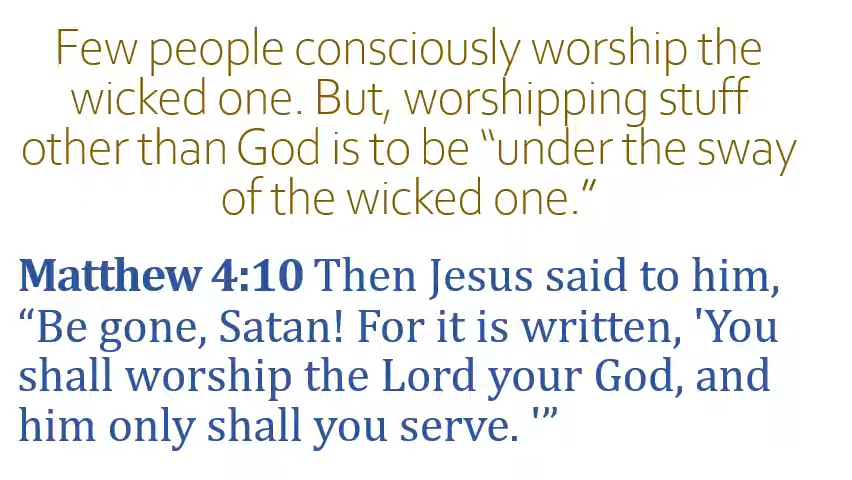 Few people consciously worship the
wicked one. But, worshipping stuff
other than God is to be “under the sway
of the wicked one.”
Matthew 4:10 Then Jesus said to him,
“Be gone, Satan! For it is written, 'You
shall worship the Lord your God, and
him only shall you serve. '”